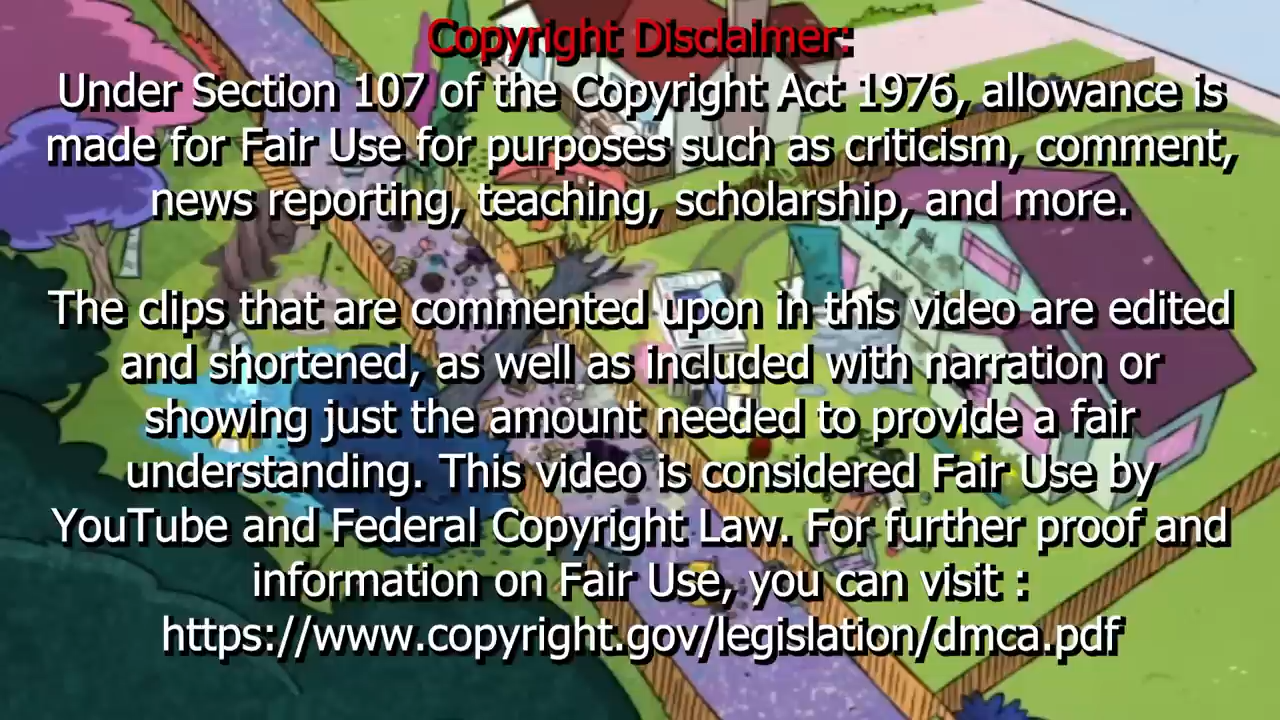 Copyright Disclaimer:
Under Section 107 of the Copyright Act 1976, allowance is
made for Fair Use for purposes such as criticism, comment,
news reporting, teaching, scholarship, and more.
The clips that are commented upon in this video are edited
and shortened, as well as included with narration or
showing just the amount needed to provide a fair
understanding. This video is considered Fair Use by
YouTube and Federal Copyright Law. For further proof and
information on Fair Use, you can visit :
https://www.copyright.gov/legislation/dmca.pdf